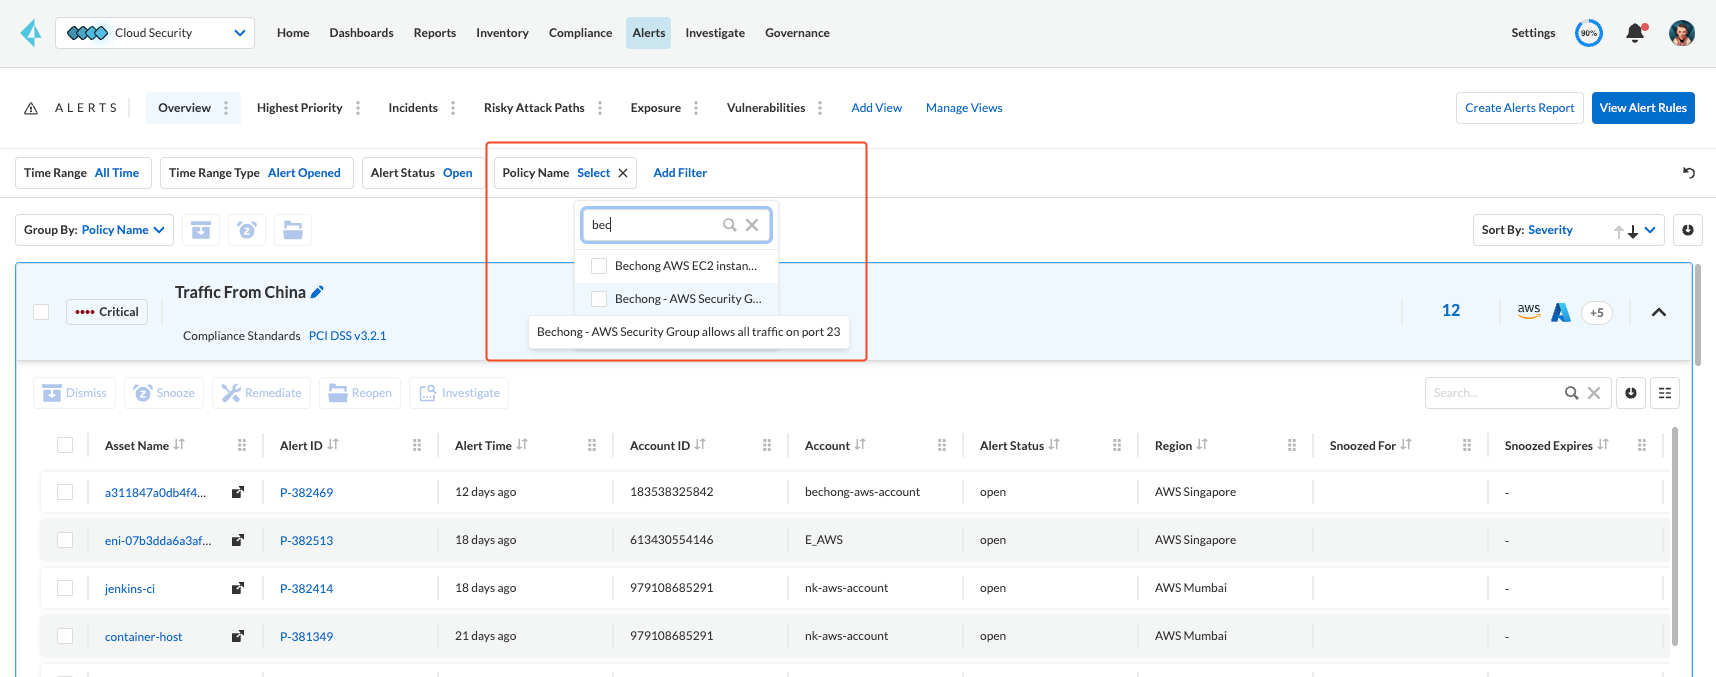 Cloud Security Home Dashboards Reports Inventory Compliance Alerts Investigate Governance Settings 90%
ALERTS Overview Highest Priority Incidents Risky Attack Paths Exposure Vulnerabilities Add View Manage Views Create Alerts Report View Alert Rules
Time Range All Time Time Range Type Alert Opened Alert Status Open Policy Name Select Add Filter
bec
Group By: Policy Name Sort By: Severity
Bechong AWS EC2 instan...
Bechong - AWS Security G...
Bechong - AWS Security Group allows all traffic on port 23
Traffic From China
Critical 12 aws +5
Compliance Standards PCI DSS v3.2.1
Dismiss Snooze Remediate Reopen Investigate Search...
Asset Name Alert ID Alert Time Account ID Account Alert Status Region Snoozed For Snoozed Expires
a311847a0db4f4... P-382469 12 days ago 183538325842 bechong-aws-account open AWS Singapore -
eni-07b3dda6a3af... P-382513 18 days ago 613430554146 E_AWS open AWS Singapore -
jenkins-ci P-382414 18 days ago 979108685291 nk-aws-account open AWS Mumbai -
container-host P-381349 21 days ago 979108685291 nk-aws-account open AWS Mumbai -